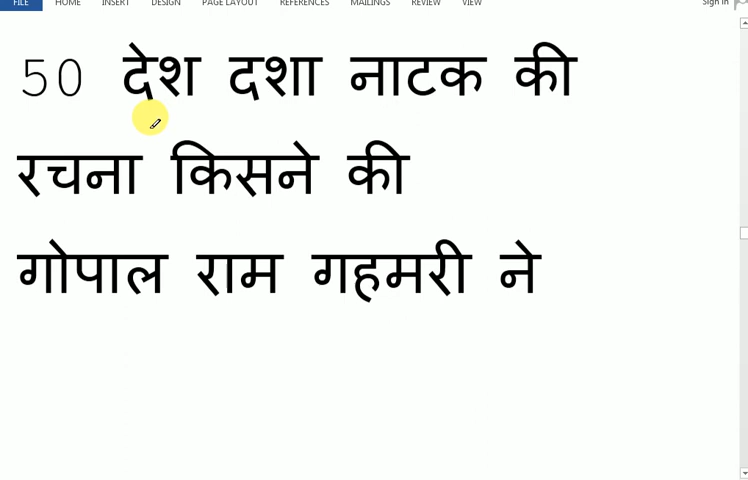 FILE HOME INSERT DESIGN PAGE LAYOUT REFERENCES MAILINGS REVIEW VIEW Sign in
50 देश दशा नाटक की
रचना किसने की
गोपाल राम गहमरी ने